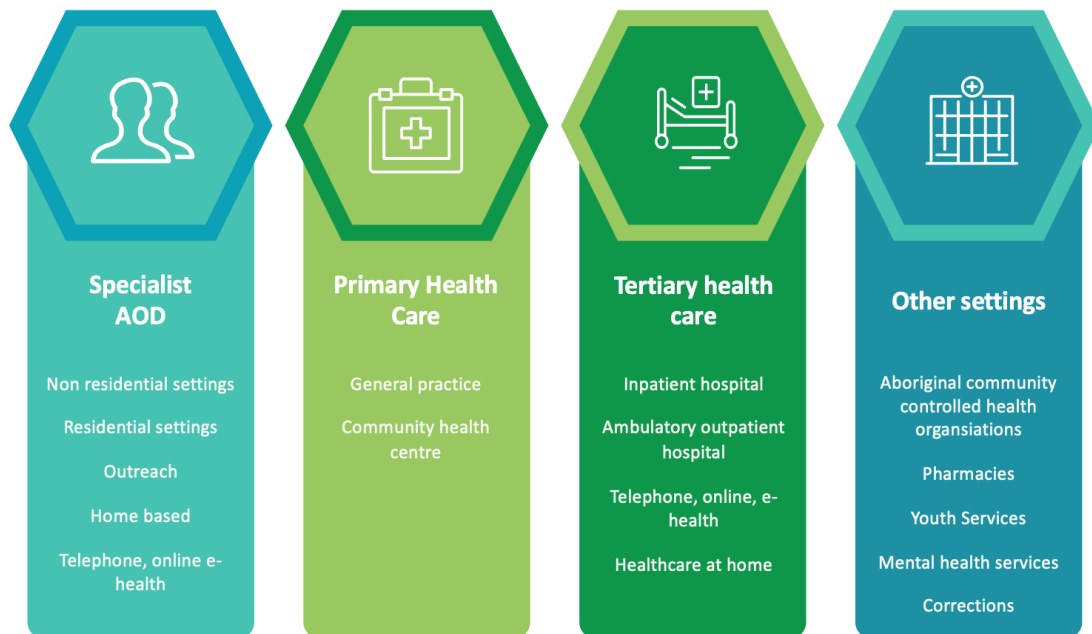 Specialist
AOD
Non residential settings
Residential settings
Outreach
Home based
Telephone, online e-
health
Primary Health
Care
General practice
Community health
centre
Tertiary health
care
Inpatient hospital
Ambulatory outpatient
hospital
Telephone, online, e-
health
Healthcare at home
Other settings
Aboriginal community
controlled health
organsiations
Pharmacies
Youth Services
Mental health services
Corrections